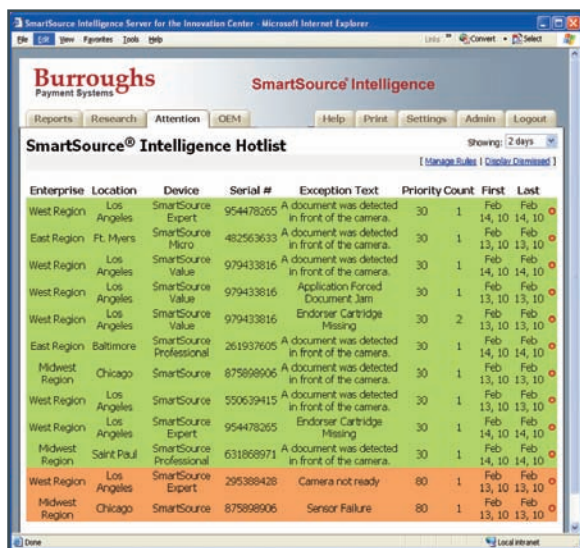 SmartSource Intelligence Server for the Innovation Center - Microsoft Internet Explorer
File Edit View Favorites Tools Help Links » Convert Select
Burroughs
Payment Systems
SmartSource® Intelligence
Reports Research Attention OEM Help Print Settings Admin Logout
SmartSource® Intelligence Hotlist Showing: 2 days
[ Manage Rules | Display Dismissed ]
Enterprise Location Device Serial # Exception Text Priority Count First Last
West Region Los Angeles SmartSource Expert 954478265 A document was detected in front of the camera. 30 1 Feb 14, 10 Feb 14, 10
East Region Ft. Myers SmartSource Micro 482563633 A document was detected in front of the camera. 30 1 Feb 13, 10 Feb 13, 10
West Region Los Angeles SmartSource Value 979433816 A document was detected in front of the camera. 30 1 Feb 14, 10 Feb 14, 10
West Region Los Angeles SmartSource Value 979433816 Application Forced Document Jam 30 1 Feb 13, 10 Feb 13, 10
West Region Los Angeles SmartSource Value 979433816 Endorser Cartridge Missing 30 2 Feb 13, 10 Feb 13, 10
East Region Baltimore SmartSource Professional 261937605 A document was detected in front of the camera. 30 1 Feb 14, 10 Feb 14, 10
Midwest Region Chicago SmartSource 875898906 A document was detected in front of the camera. 30 1 Feb 13, 10 Feb 13, 10
West Region Los Angeles SmartSource 550639415 A document was detected in front of the camera. 30 1 Feb 13, 10 Feb 13, 10
West Region Los Angeles SmartSource Expert 954478265 Endorser Cartridge Missing 30 1 Feb 14, 10 Feb 14, 10
Midwest Region Saint Paul SmartSource Professional 631868971 A document was detected in front of the camera. 30 1 Feb 14, 10 Feb 14, 10
West Region Los Angeles SmartSource Expert 295388428 Camera not ready 80 1 Feb 13, 10 Feb 13, 10
Midwest Region Chicago SmartSource 875898906 Sensor Failure 80 1 Feb 13, 10 Feb 13, 10
Done Local intranet